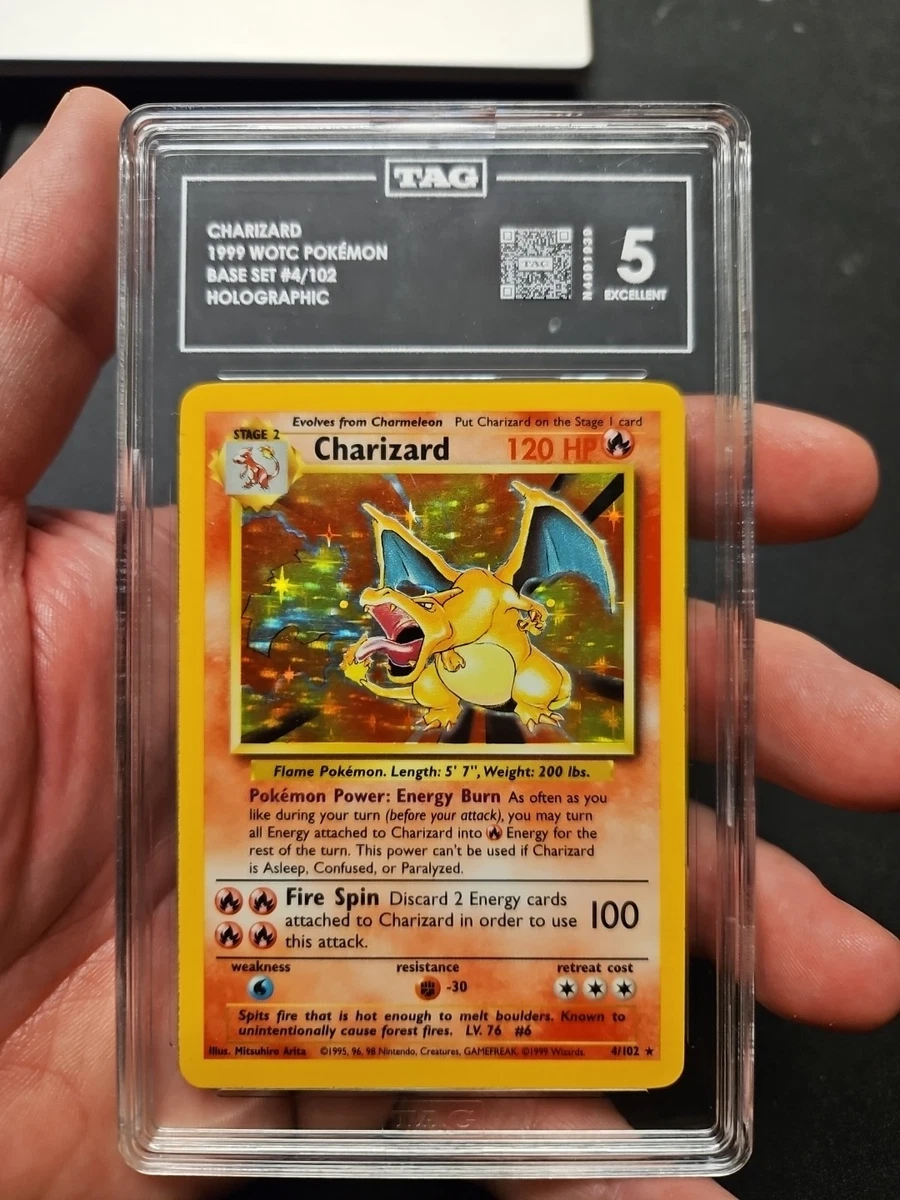 TAG
CHARIZARD
1999 WOTC POKÉMON
BASE SET #4/102
HOLOGRAPHIC
TAG
5
EXCELLENT
Evolves from Charmeleon Put Charizard on the Stage 1 card
STAGE 2
Charizard 120 HP
Flame Pokémon. Length: 5' 7", Weight: 200 lbs.
Pokémon Power: Energy Burn As often as you
like during your turn (before your attack), you may turn
all Energy attached to Charizard into Energy for the
rest of the turn. This power can't be used if Charizard
is Asleep, Confused, or Paralyzed.
Fire Spin Discard 2 Energy cards
attached to Charizard in order to use 100
this attack.
weakness resistance retreat cost
-30
Spits fire that is hot enough to melt boulders. Known to
unintentionally cause forest fires. LV. 76 #6
Illus. Mitsuhiro Arita ©1995, 96, 98 Nintendo, Creatures, GAMEFREAK. ©1999 Wizards. 4/102 ★
TAG